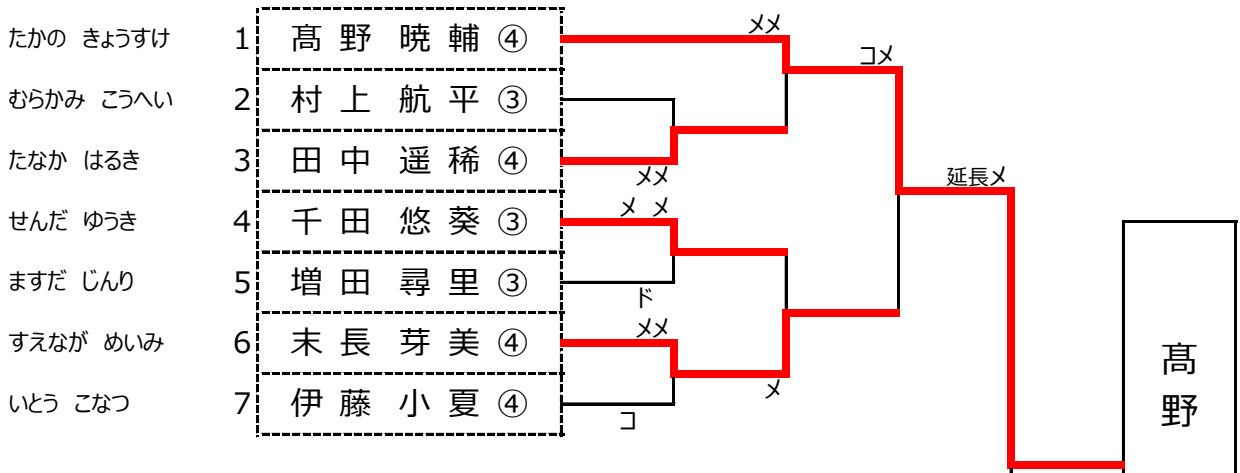 たかの きょうすけ 1 髙野 暁輔 ④
むらかみ こうへい 2 村上 航平 ③
たなか はるき 3 田中 遥稀 ④
せんだ ゆうき 4 千田 悠葵 ③
ますだ じんり 5 増田 尋里 ③
すえなが めいみ 6 末長 芽美 ④
いとう こなつ 7 伊藤 小夏 ④
メメ
コメ
メメ
延長メ
メ メ
ド
メメ
メ
コ
髙野